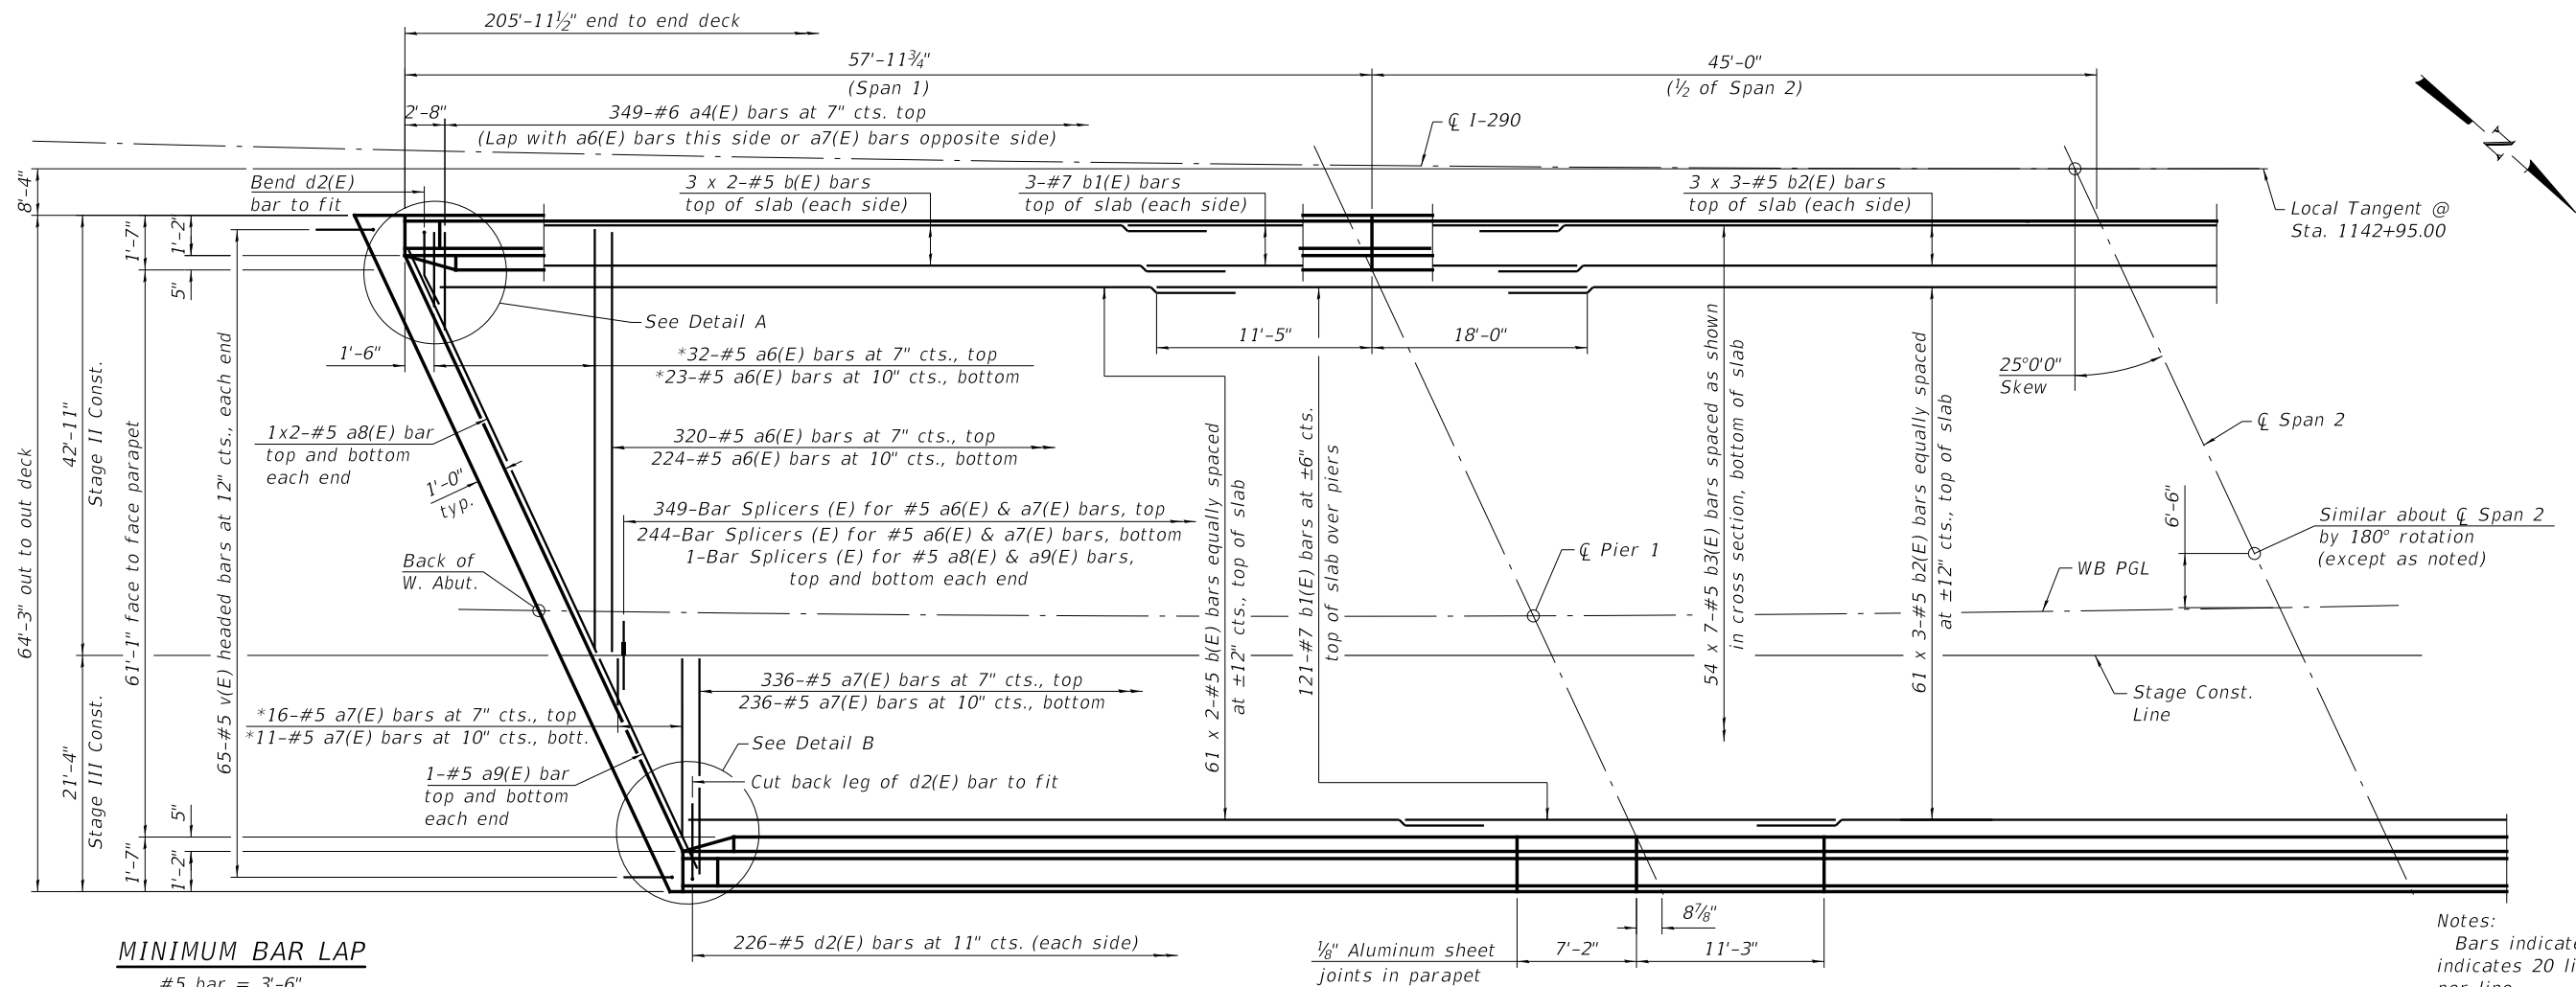 205'-11½" end to end deck
57'-11¾"
(Span 1)
45'-0"
(½ of Span 2)
2'-8"
349-#6 a4(E) bars at 7" cts. top
(Lap with a6(E) bars this side or a7(E) bars opposite side)
℄ I-290
N
8'-4"
Bend d2(E)
bar to fit
3 x 2-#5 b(E) bars
top of slab (each side)
3-#7 b1(E) bars
top of slab (each side)
3 x 3-#5 b2(E) bars
top of slab (each side)
Local Tangent @
Sta. 1142+95.00
1'-7"
1'-2"
5"
See Detail A
11'-5"
18'-0"
1'-6"
*32-#5 a6(E) bars at 7" cts., top
*23-#5 a6(E) bars at 10" cts., bottom
25°0'0"
Skew
℄ Span 2
64'-3" out to out deck
42'-11"
Stage II Const.
61'-1" face to face parapet
65-#5 v(E) headed bars at 12" cts., each end
1x2-#5 a8(E) bar
top and bottom
each end
1'-0"
typ.
320-#5 a6(E) bars at 7" cts., top
224-#5 a6(E) bars at 10" cts., bottom
349-Bar Splicers (E) for #5 a6(E) & a7(E) bars, top
244-Bar Splicers (E) for #5 a6(E) & a7(E) bars, bottom
1-Bar Splicers (E) for #5 a8(E) & a9(E) bars,
top and bottom each end
61 x 2-#5 b(E) bars equally spaced
at ±12" cts., top of slab
121-#7 b1(E) bars at ±6" cts.
top of slab over piers
54 x 7-#5 b3(E) bars spaced as shown
in cross section, bottom of slab
61 x 3-#5 b2(E) bars equally spaced
at ±12" cts., top of slab
6'-6"
Similar about ℄ Span 2
by 180° rotation
(except as noted)
Back of
W. Abut.
℄ Pier 1
WB PGL
Stage Const.
Line
21'-4"
Stage III Const.
336-#5 a7(E) bars at 7" cts., top
236-#5 a7(E) bars at 10" cts., bottom
*16-#5 a7(E) bars at 7" cts., top
*11-#5 a7(E) bars at 10" cts., bott.
See Detail B
1-#5 a9(E) bar
top and bottom
each end
Cut back leg of d2(E) bar to fit
5"
1'-7"
1'-2"
226-#5 d2(E) bars at 11" cts. (each side)
8⅞"
⅛" Aluminum sheet
joints in parapet
7'-2"
11'-3"
MINIMUM BAR LAP
#5 bar = 3'-6"
Notes:
Bars indicate
indicates 20 li
per line